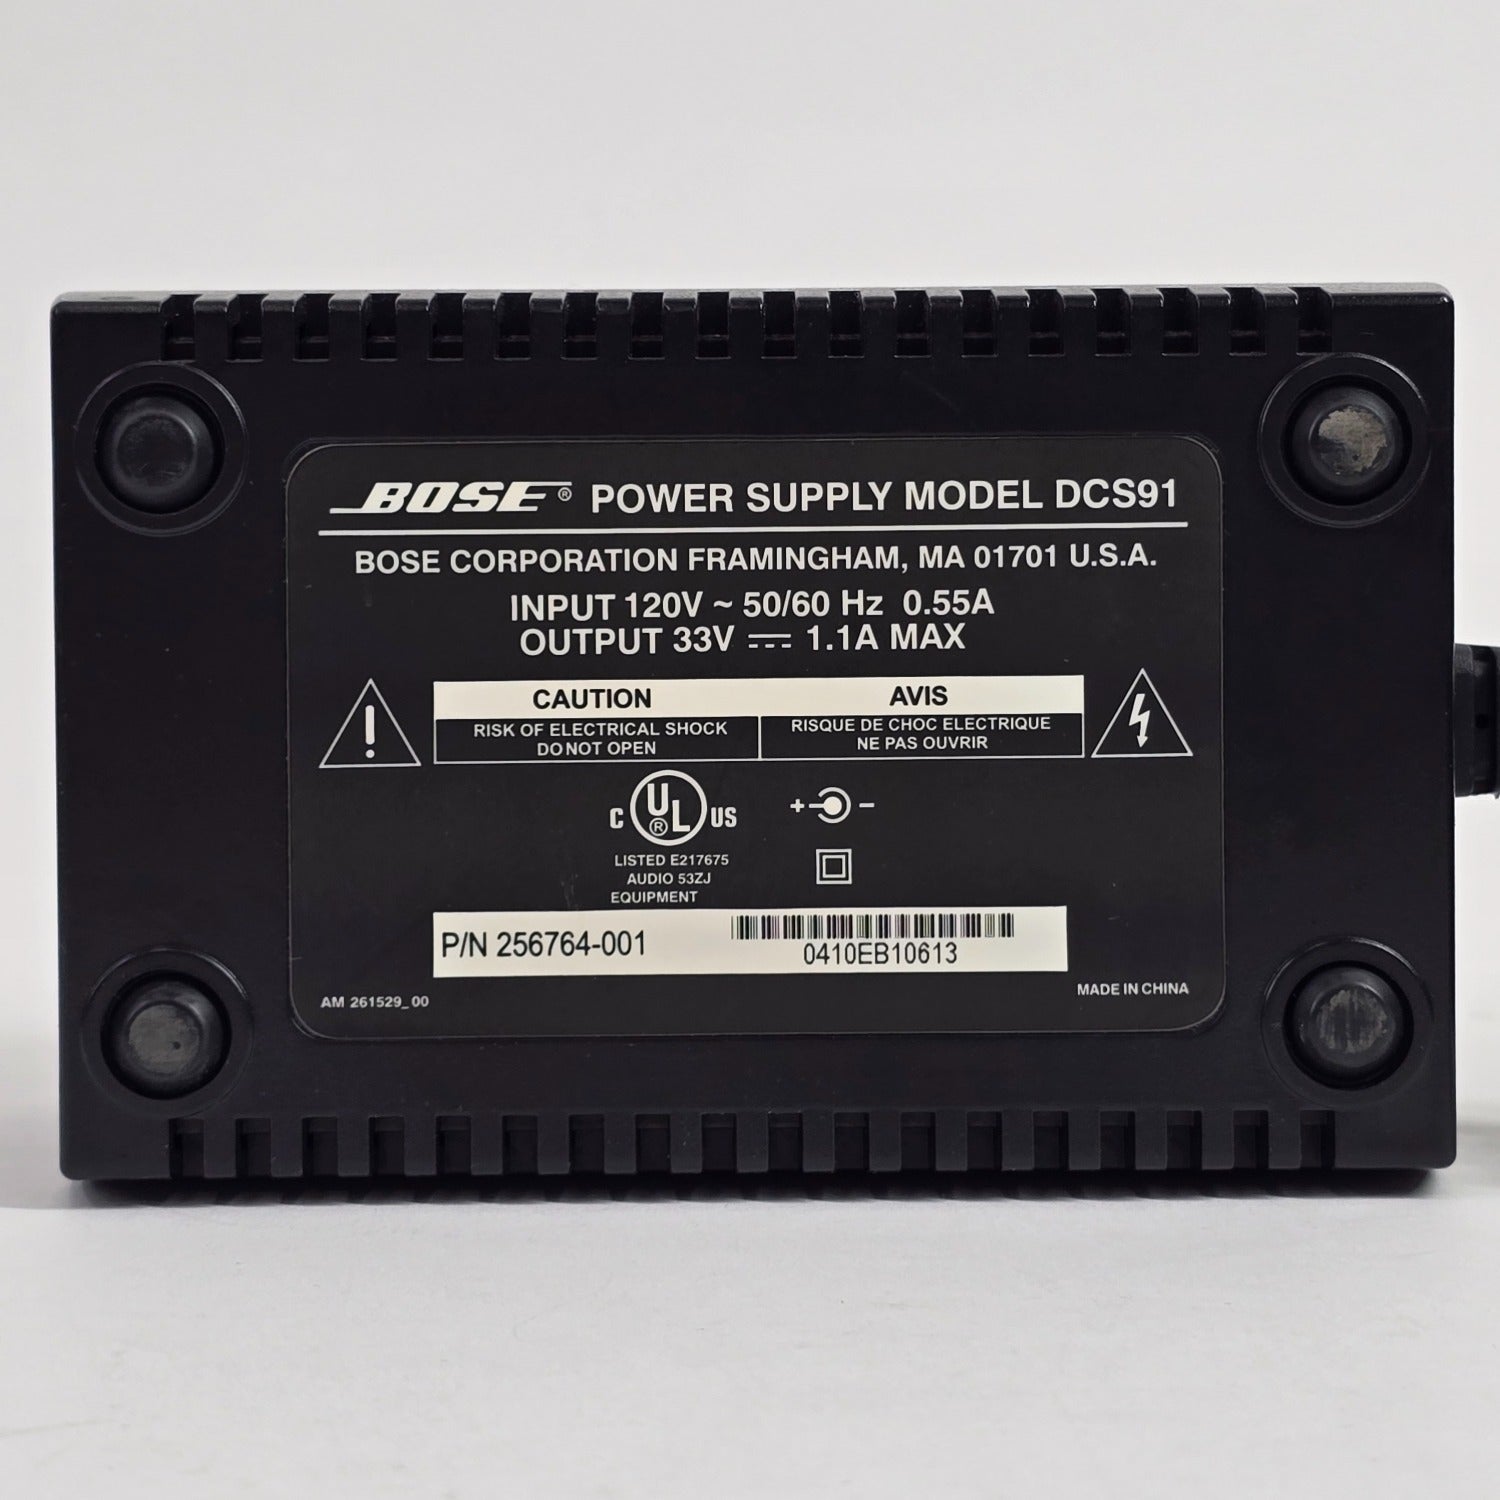 BOSE® POWER SUPPLY MODEL DCS91
BOSE CORPORATION FRAMINGHAM, MA 01701 U.S.A.
INPUT 120V ~ 50/60 Hz 0.55A
OUTPUT 33V ⎓ 1.1A MAX
CAUTION
RISK OF ELECTRICAL SHOCK
DO NOT OPEN
AVIS
RISQUE DE CHOC ELECTRIQUE
NE PAS OUVRIR
C UL® US
LISTED E217675
AUDIO 53ZJ
EQUIPMENT
P/N 256764-001
0410EB10613
AM 261529_00
MADE IN CHINA